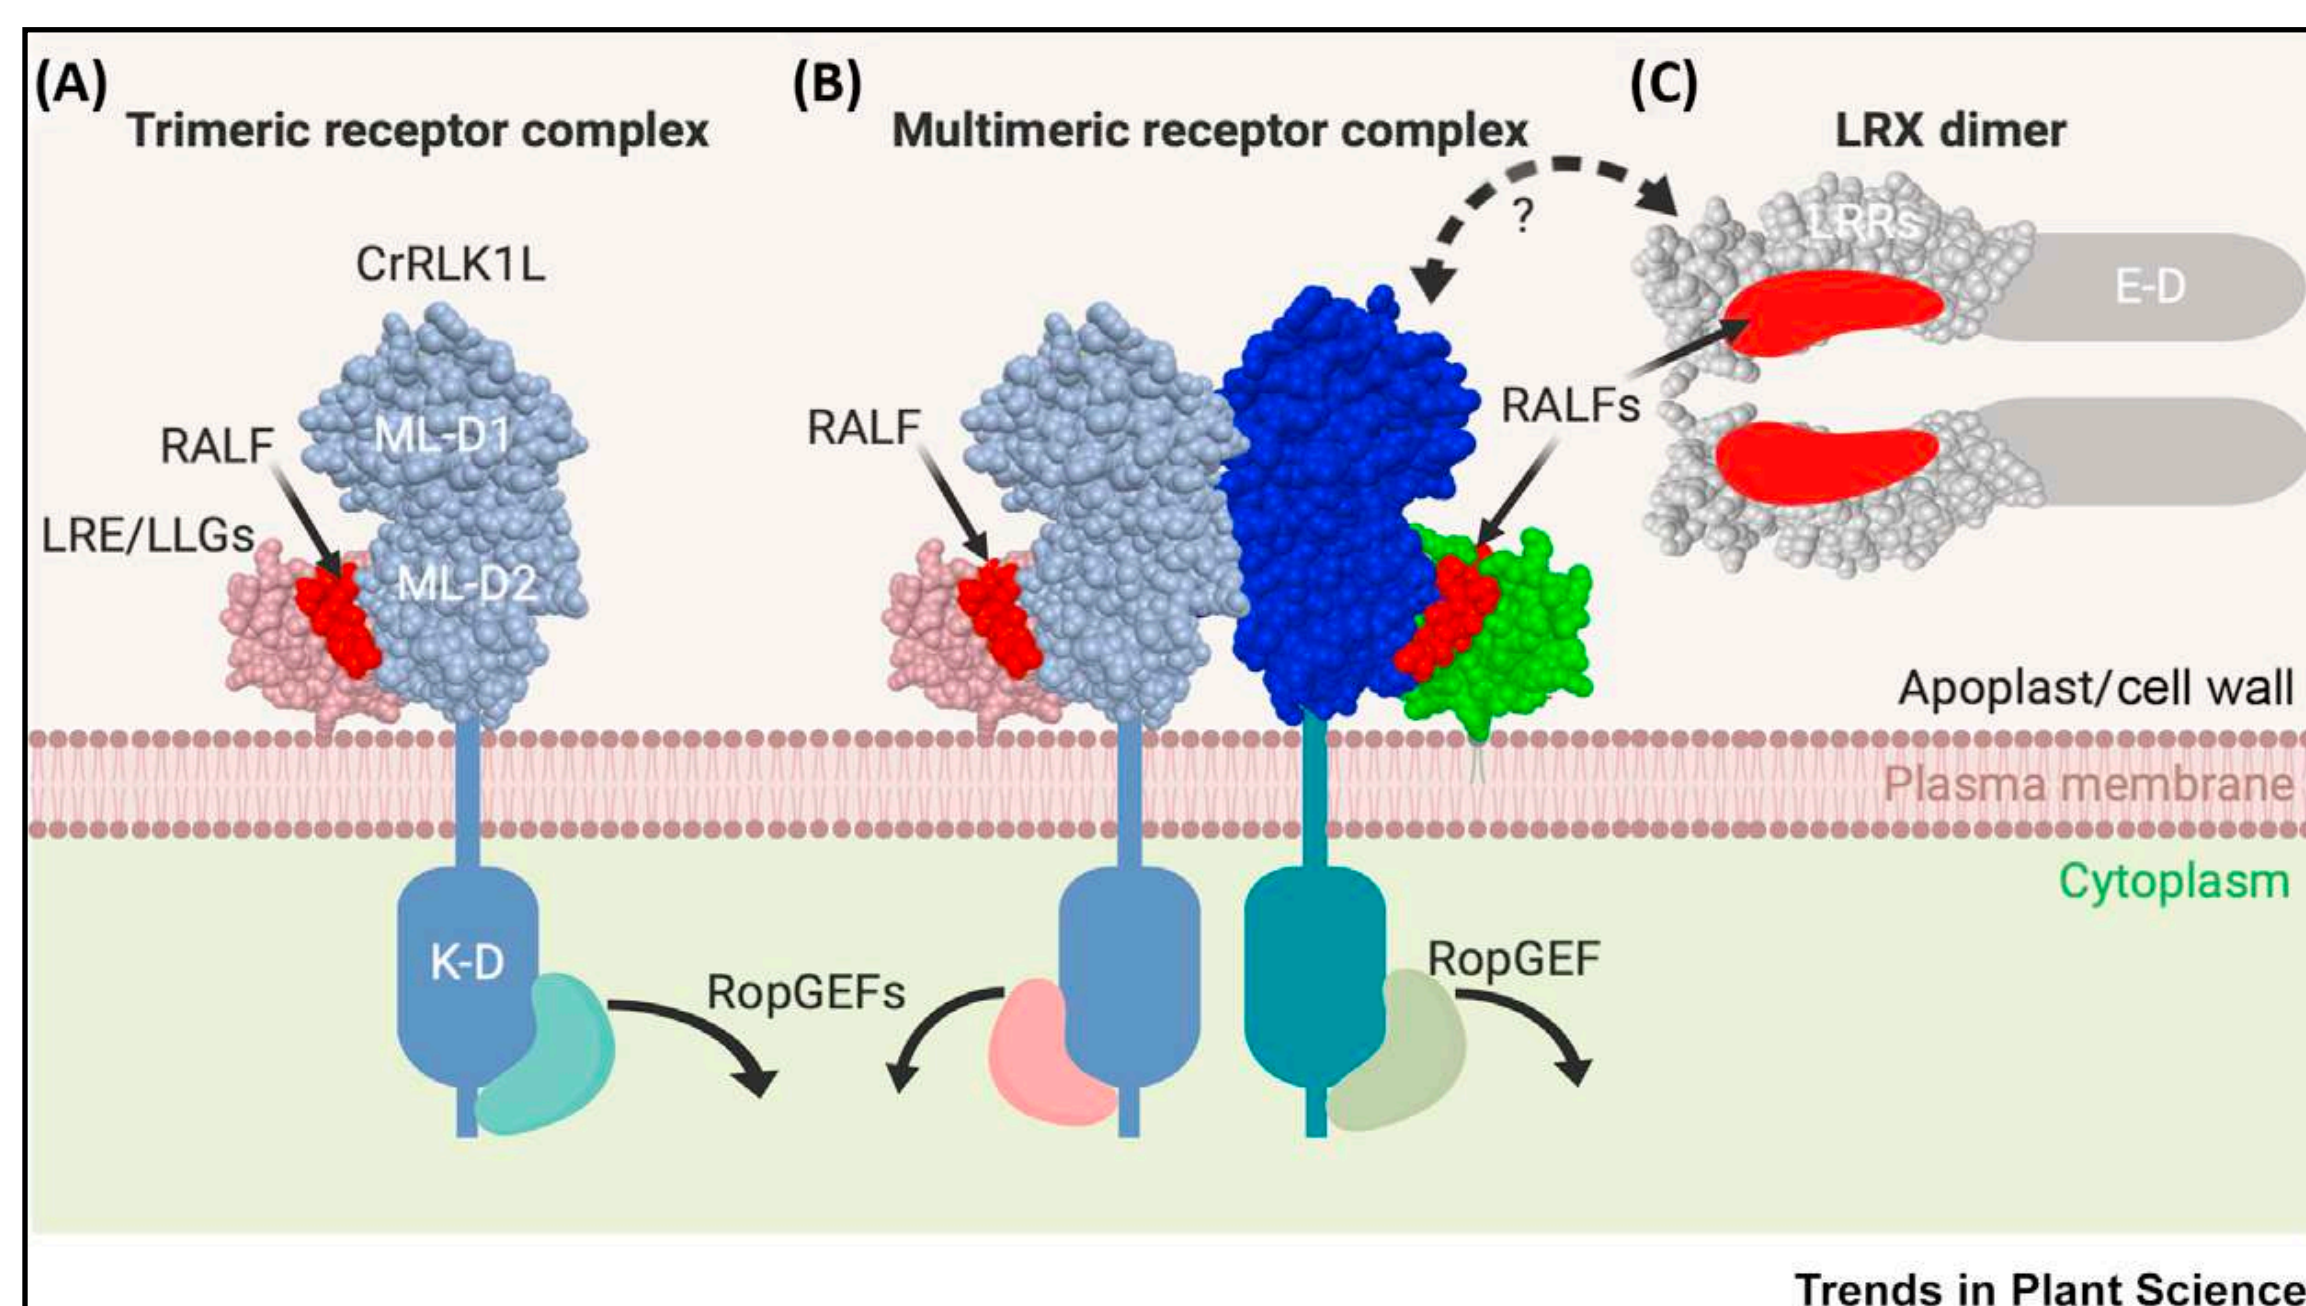 (A)
Trimeric receptor complex
(B)
Multimeric receptor complex
(C)
LRX dimer
?
LRRs
E-D
CrRLK1L
ML-D1
RALF
LRE/LLGs
ML-D2
RALF
RALFs
Apoplast/cell wall
Plasma membrane
Cytoplasm
K-D
RopGEFs
RopGEF
Trends in Plant Science